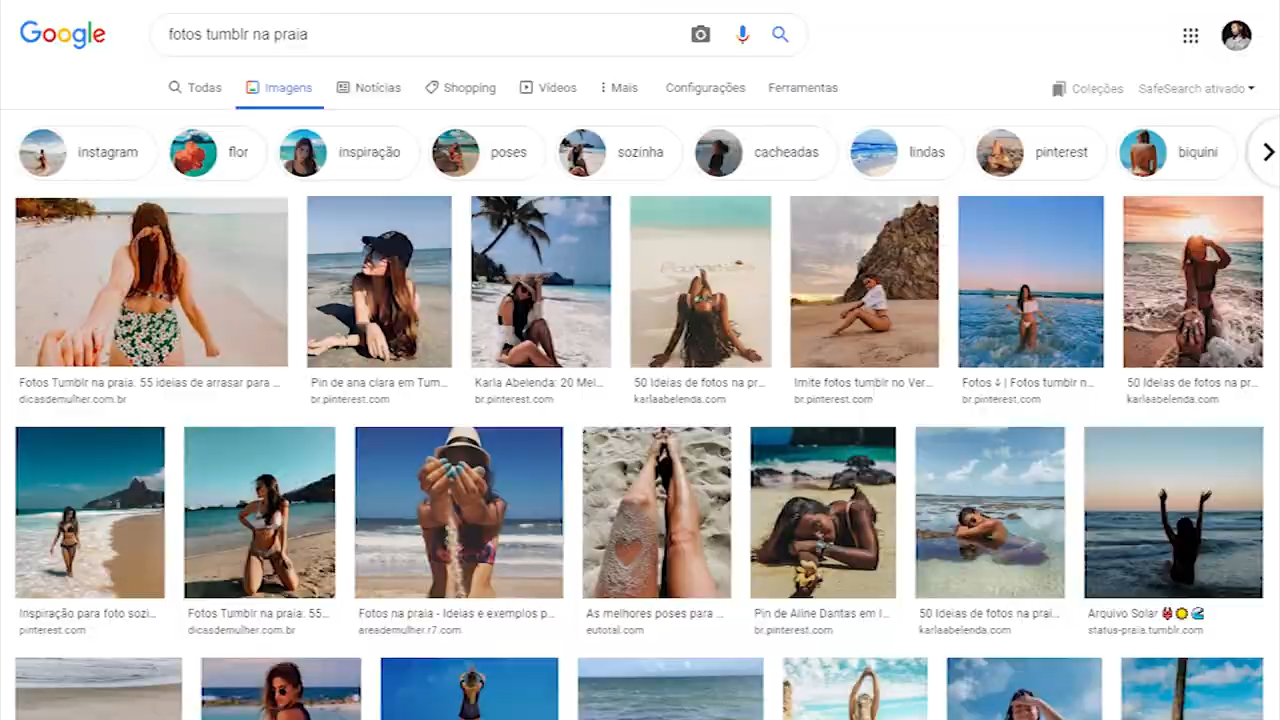 Google
fotos tumblr na praia
Todas
Imagens
Notícias
Shopping
Vídeos
Mais
Configurações
Ferramentas
Coleções
SafeSearch ativado
instagram
flor
inspiração
poses
sozinha
cacheadas
lindas
pinterest
biquini
Fotos Tumblr na praia: 55 ideias de arrasar para ...
dicasdemulher.com.br
Pin de ana clara em Tum...
br.pinterest.com
Karla Abelenda: 20 Mel...
br.pinterest.com
50 Ideias de fotos na pr...
karlaabelenda.com
Imite fotos tumblr no Ver...
br.pinterest.com
Fotos⚘ | Fotos tumblr n...
br.pinterest.com
50 Ideias de fotos na pr...
karlaabelenda.com
Inspiração para foto sozi...
pinterest.com
Fotos Tumblr na praia: 55...
dicasdemulher.com.br
Fotos na praia - Ideias e exemplos p...
areademulher.r7.com
As melhores poses para ...
eutotal.com
Pin de Aline Dantas em I...
br.pinterest.com
50 Ideias de fotos na prai...
karlaabelenda.com
Arquivo Solar 🦞🌞🌊
status-praia.tumblr.com